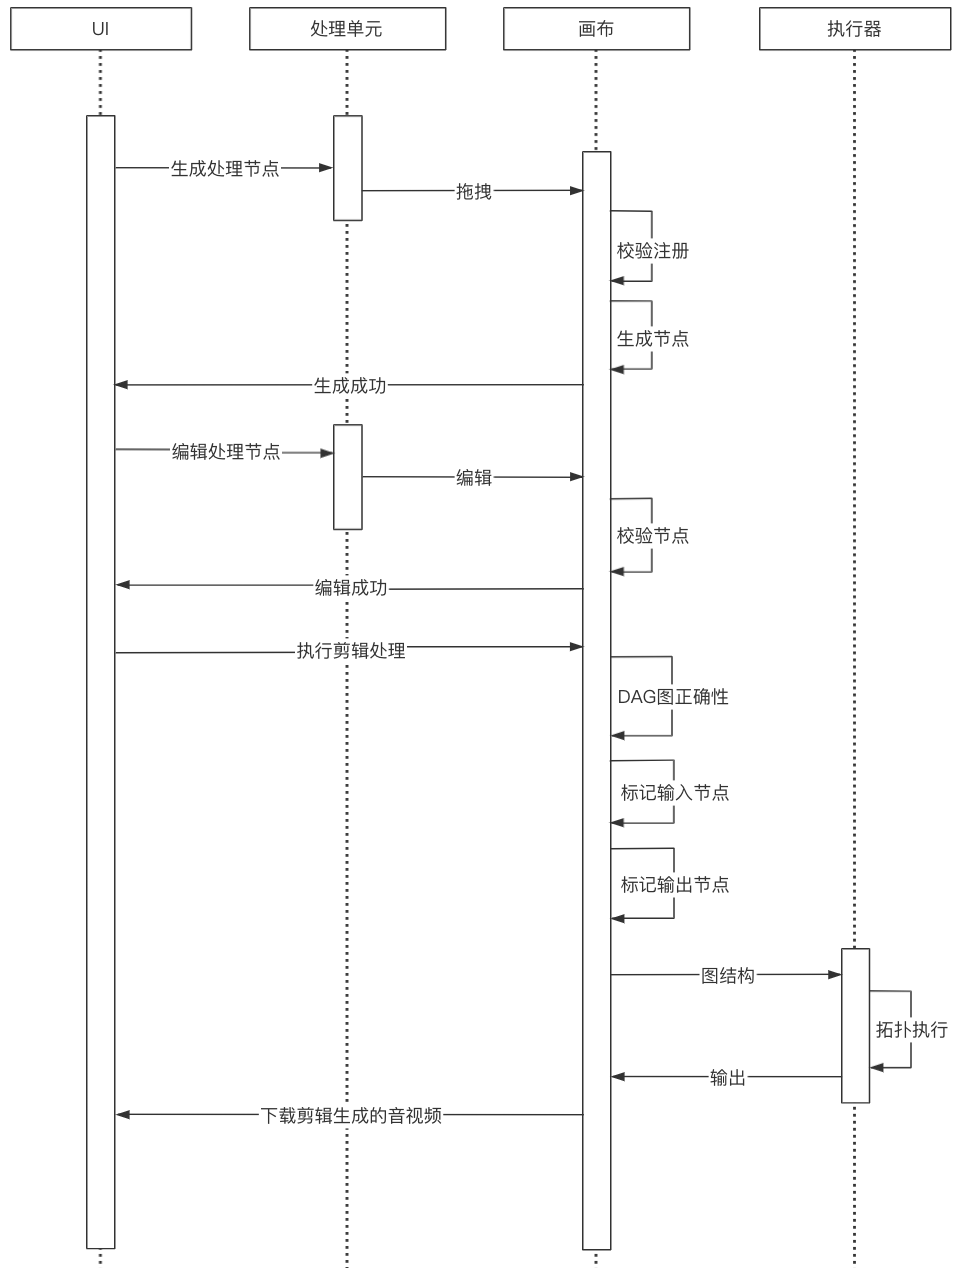 UI
处理单元
画布
执行器
生成处理节点
拖拽
校验注册
生成节点
生成成功
编辑处理节点
编辑
校验节点
编辑成功
执行剪辑处理
DAG图正确性
标记输入节点
标记输出节点
图结构
拓扑执行
输出
下载剪辑生成的音视频